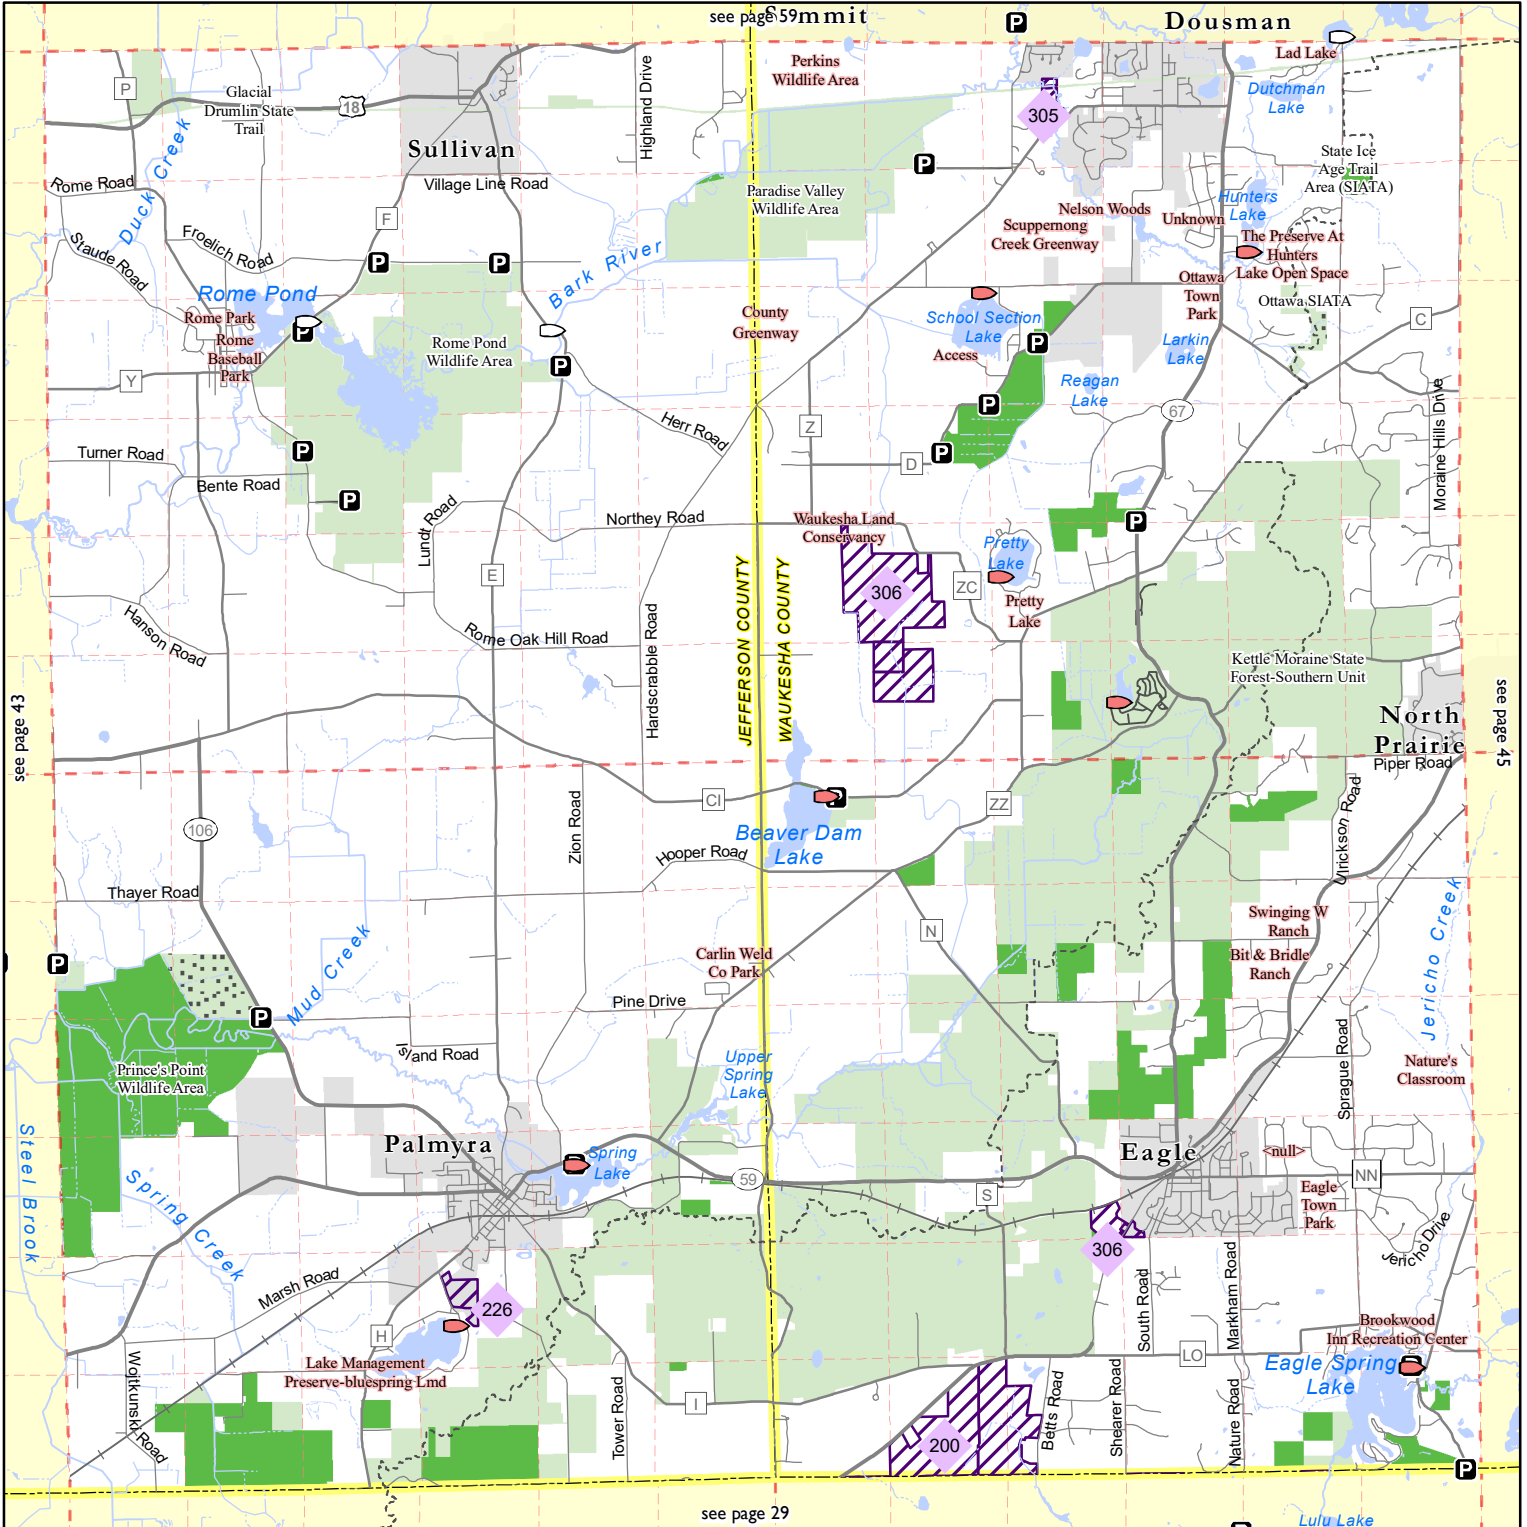 see page 59
Summit
Dousman
Lad Lake
Perkins
Wildlife Area
P
Glacial
Drumlin State
Trail
18
Highland Drive
Dutchman
Lake
305
Duck Creek
Sullivan
State Ice
Age Trail
Area (SIATA)
Rome Road
Village Line Road
Paradise Valley
Wildlife Area
Hunters
Lake
F
Nelson Woods
Unknown
Scuppernong
Creek Greenway
Froelich Road
Staude Road
The Preserve At
Hunters
Lake Open Space
Bark River
Rome Pond
Ottawa
Town
Park
Ottawa SIATA
Rome Park
County
Greenway
School Section
Lake
C
Rome
Baseball
Park
Rome Pond
Wildlife Area
Access
Larkin
Lake
Y
Reagan
Lake
Moraine Hills Drive
67
Herr Road
Z
Turner Road
D
Bente Road
Lundt Road
Northey Road
Waukesha Land
Conservancy
Pretty
Lake
E
306
ZC
JEFFERSON COUNTY
WAUKESHA COUNTY
Pretty
Lake
Hanson Road
Rome Oak Hill Road
Hardscrabble Road
Kettle Moraine State
Forest-Southern Unit
see page 43
see page 45
North
Prairie
Piper Road
CI
ZZ
106
Zion Road
Beaver Dam
Lake
Ulrickson Road
Hooper Road
Thayer Road
Jericho Creek
Swinging W
Ranch
N
Mud Creek
Carlin Weld
Co Park
Bit & Bridle
Ranch
Pine Drive
Island Road
Sprague Road
Prince's Point
Wildlife Area
Upper
Spring
Lake
Nature's
Classroom
Steel Brook
Palmyra
Spring
Lake
Eagle
<null>
Spring Creek
59
S
NN
Eagle
Town
Park
Jericho Drive
306
Marsh Road
226
South Road
Markham Road
H
Brookwood
Inn Recreation Center
Lake Management
Preserve-bluespring Lmd
LO
Eagle Spring
Lake
Wojtkunski Road
Tower Road
I
Betts Road
Shearer Road
Nature Road
200
see page 29
Lulu Lake